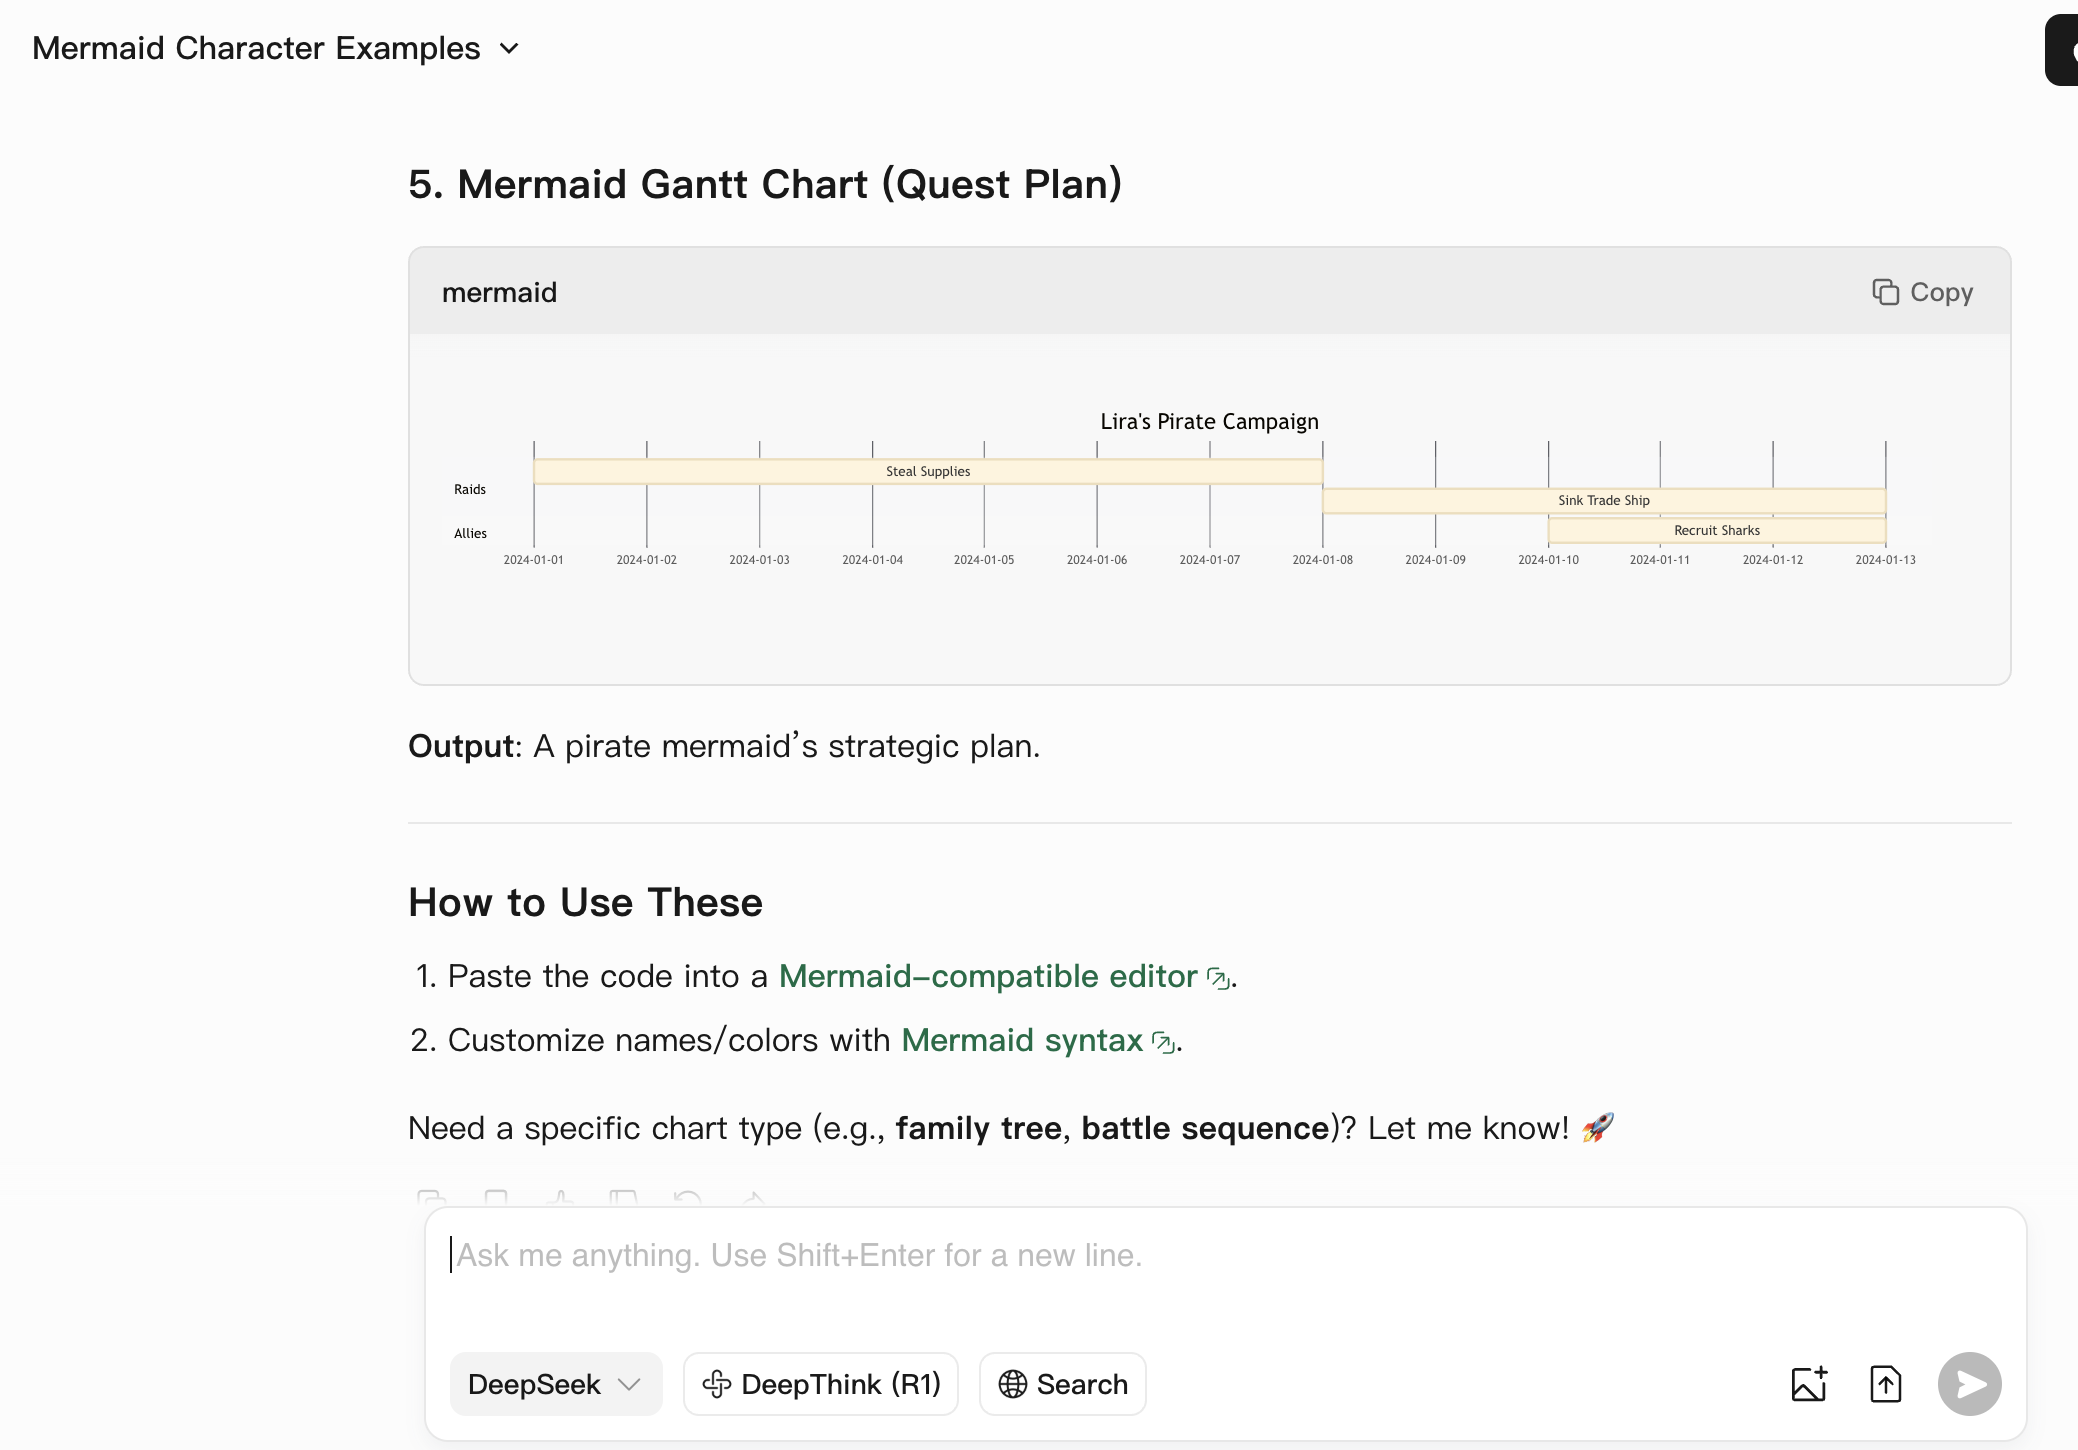 Mermaid Character Examples
5. Mermaid Gantt Chart (Quest Plan)
mermaid
Copy
Lira's Pirate Campaign
Steal Supplies
Raids
Sink Trade Ship
Recruit Sharks
Allies
2024-01-01 2024-01-02 2024-01-03 2024-01-04 2024-01-05 2024-01-06 2024-01-07 2024-01-08 2024-01-09 2024-01-10 2024-01-11 2024-01-12 2024-01-13
Output: A pirate mermaid’s strategic plan.
How to Use These
1. Paste the code into a Mermaid-compatible editor.
2. Customize names/colors with Mermaid syntax.
Need a specific chart type (e.g., family tree, battle sequence)? Let me know! 🚀
Ask me anything. Use Shift+Enter for a new line.
DeepSeek DeepThink (R1) Search